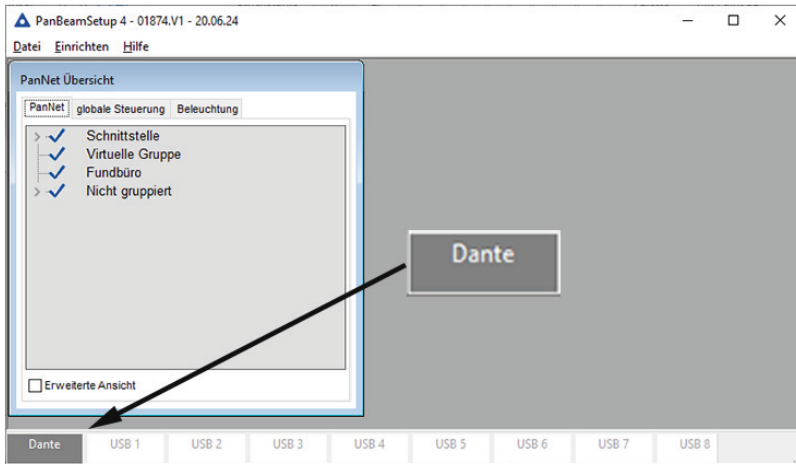 PanBeamSetup 4 - 01874.V1 - 20.06.24
Datei Einrichten Hilfe
PanNet Übersicht
PanNet globale Steuerung Beleuchtung
Schnittstelle
Virtuelle Gruppe
Fundbüro
Nicht gruppiert
Dante
Erweiterte Ansicht
Dante USB 1 USB 2 USB 3 USB 4 USB 5 USB 6 USB 7 USB 8